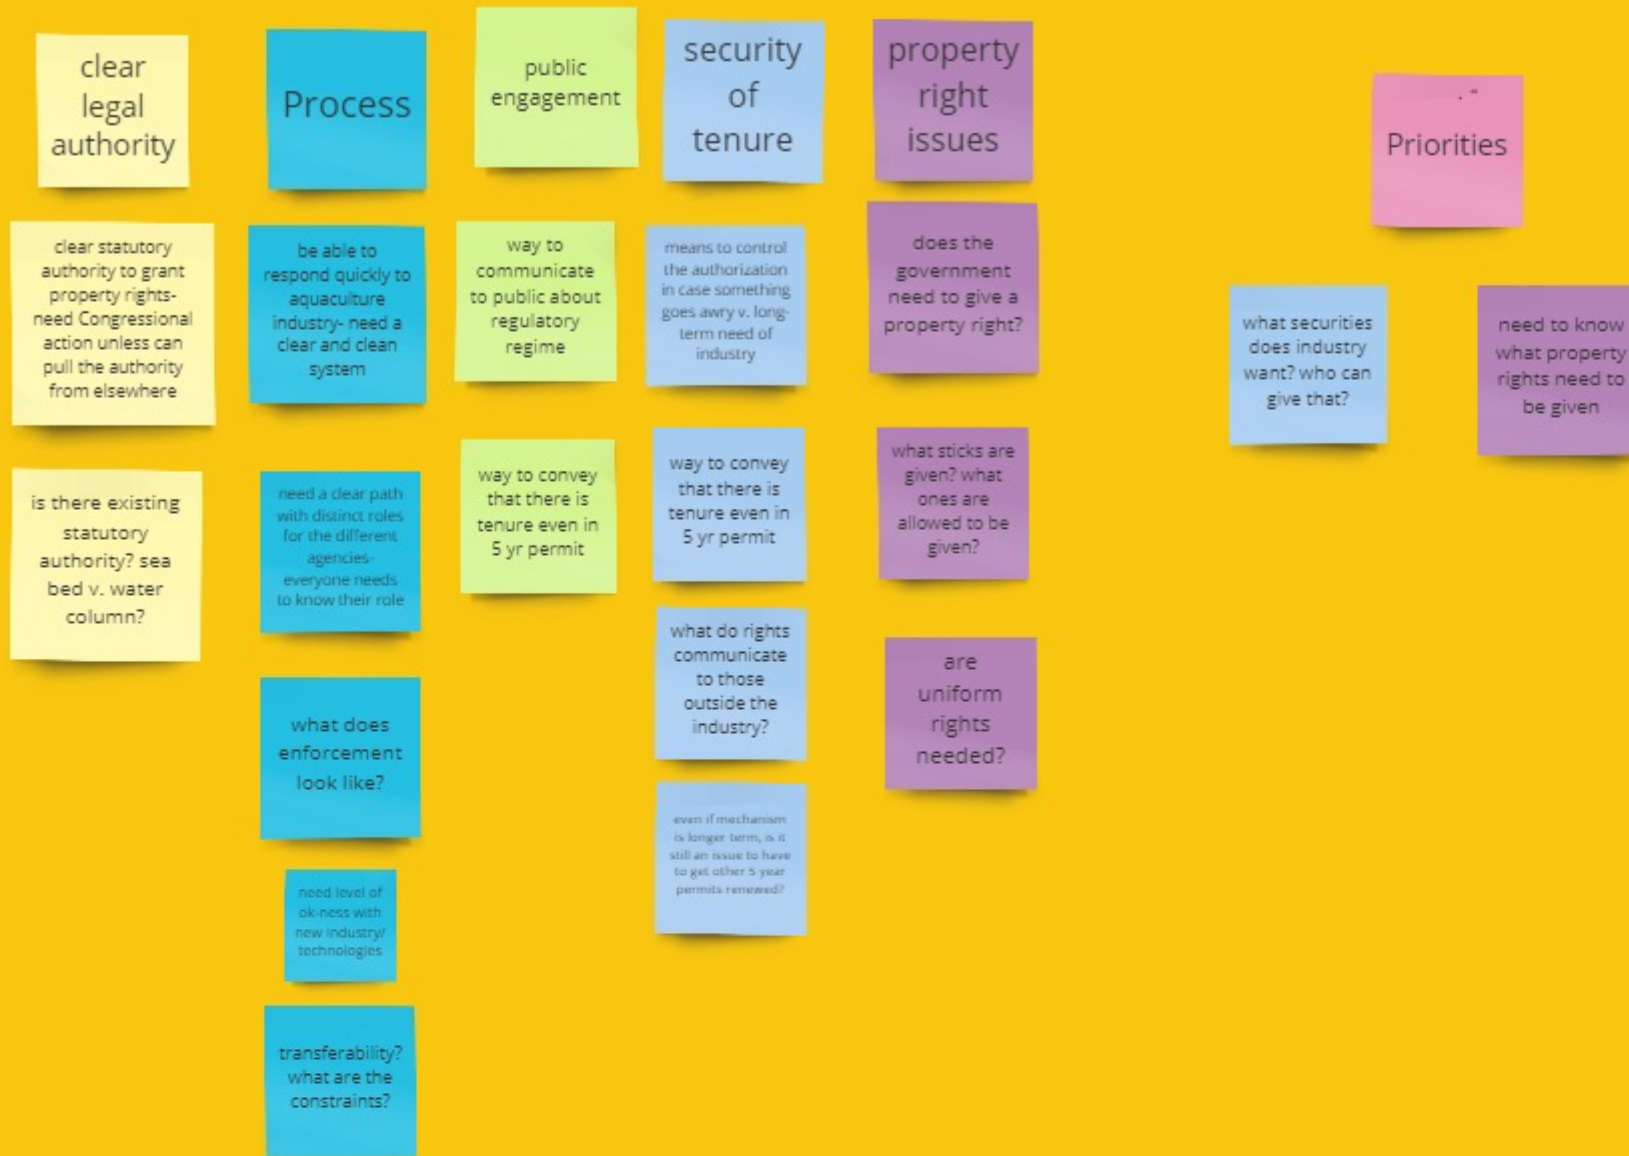 clear
legal
authority
clear statutory
authority to grant
property rights-
need Congressional
action unless can
pull the authority
from elsewhere
is there existing
statutory
authority? sea
bed v. water
column?
Process
be able to
respond quickly to
aquaculture
industry- need a
clear and clean
system
need a clear path
with distinct roles
for the different
agencies-
everyone needs
to know their role
what does
enforcement
look like?
need level of
ok-ness with
new industry/
technologies
transferability?
what are the
constraints?
public
engagement
way to
communicate
to public about
regulatory
regime
way to convey
that there is
tenure even in
5 yr permit
security
of
tenure
means to control
the authorization
in case something
goes awry v. long-
term need of
industry
way to convey
that there is
tenure even in
5 yr permit
what do rights
communicate
to those
outside the
industry?
even if mechanism
is longer term, is it
still an issue to have
to get other 5 year
permits renewed?
property
right
issues
does the
government
need to give a
property right?
what sticks are
given? what
ones are
allowed to be
given?
are
uniform
rights
needed?
Priorities
what securities
does industry
want? who can
give that?
need to know
what property
rights need to
be given